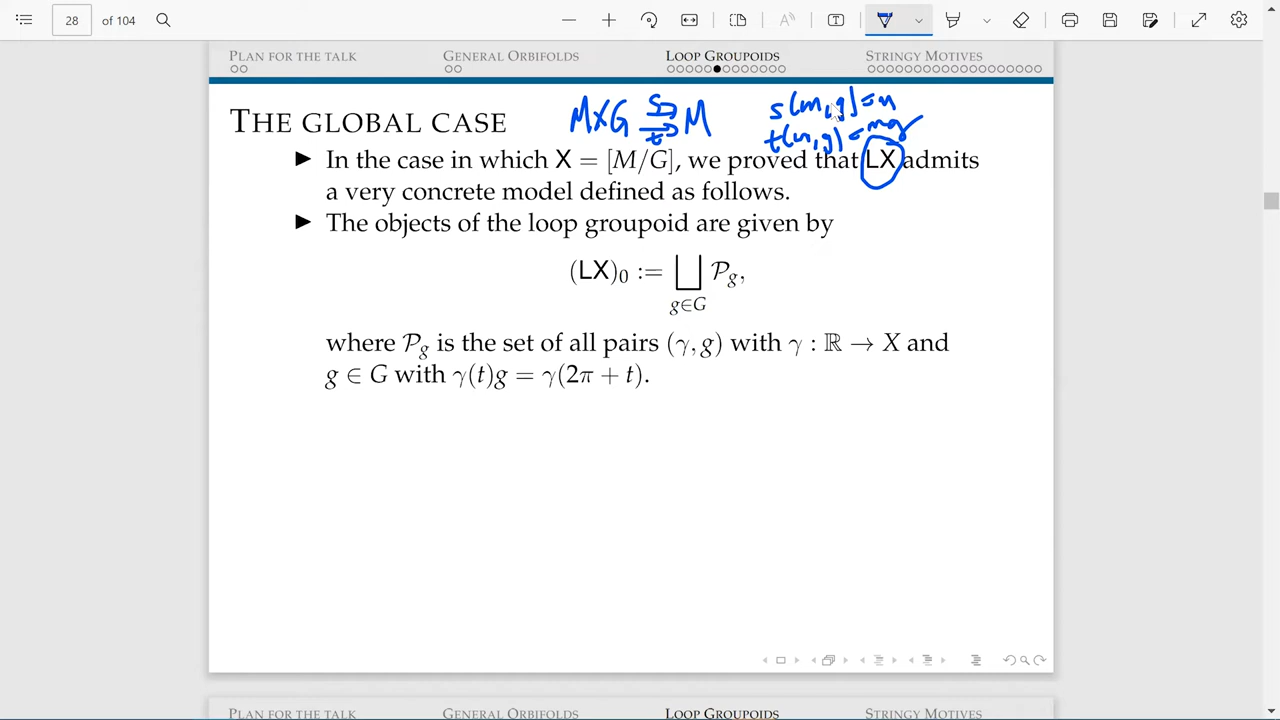 28 of 104
PLAN FOR THE TALK GENERAL ORBIFOLDS LOOP GROUPOIDS STRINGY MOTIVES
THE GLOBAL CASE
M×G s⇉t M
s(m,g)=m
t(m,g)=mg
► In the case in which X = [M/G], we proved that LX admits
a very concrete model defined as follows.
► The objects of the loop groupoid are given by
(LX)₀ := ⨆ 𝒫g,
g∈G
where 𝒫g is the set of all pairs (γ, g) with γ : ℝ → X and
g ∈ G with γ(t)g = γ(2π + t).
PLAN FOR THE TALK GENERAL ORBIFOLDS LOOP GROUPOIDS STRINGY MOTIVES